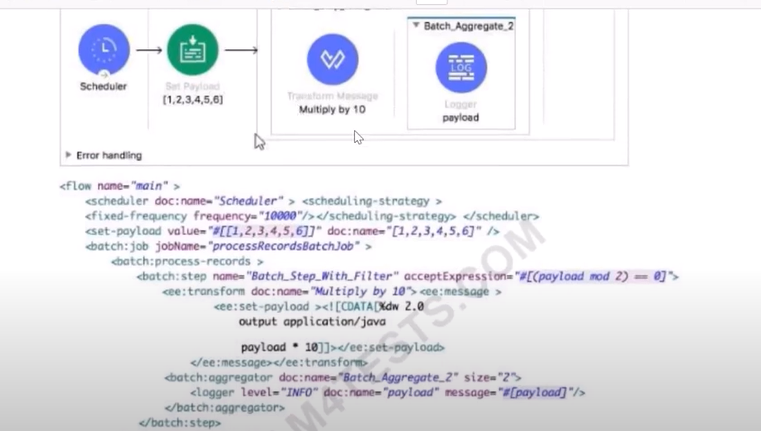 Batch_Aggregate_2
LOG
Scheduler
Set Payload
[1,2,3,4,5,6]
Transform Message
Multiply by 10
Logger
payload
Error handling
<flow name="main" >
<scheduler doc:name="Scheduler" > <scheduling-strategy >
<fixed-frequency frequency="10000"/></scheduling-strategy> </scheduler>
<set-payload value="#[[1,2,3,4,5,6]]" doc:name="[1,2,3,4,5,6]" />
<batch:job jobName="processRecordsBatchJob" >
<batch:process-records >
<batch:step name="Batch_Step_With_Filter" acceptExpression="#[(payload mod 2) == 0]">
<ee:transform doc:name="Multiply by 10"><ee:message >
<ee:set-payload ><![CDATA[%dw 2.0
output application/java
payload * 10]]></ee:set-payload>
</ee:message></ee:transform>
<batch:aggregator doc:name="Batch_Aggregate_2" size="2">
<logger level="INFO" doc:name="payload" message="#[payload]"/>
</batch:aggregator>
</batch:step>